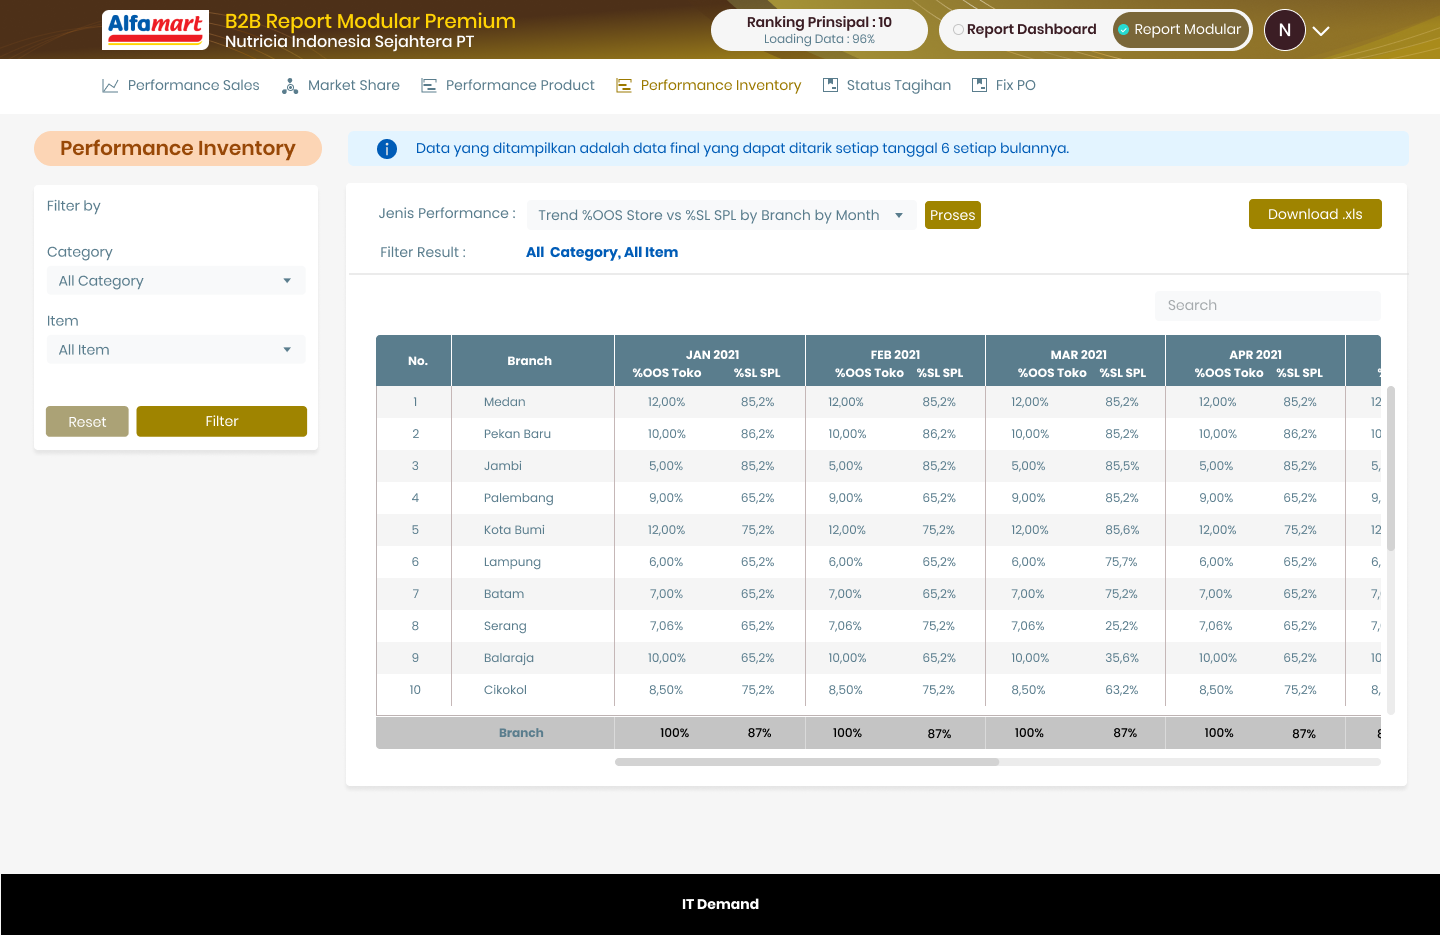 Alfamart
B2B Report Modular Premium
Nutricia Indonesia Sejahtera PT
Ranking Prinsipal : 10
Loading Data : 96%
Report Dashboard
Report Modular
N
Performance Sales
Market Share
Performance Product
Performance Inventory
Status Tagihan
Fix PO
Performance Inventory
Data yang ditampilkan adalah data final yang dapat ditarik setiap tanggal 6 setiap bulannya.
Filter by
Category
All Category
Item
All Item
Reset
Filter
Jenis Performance :
Trend %OOS Store vs %SL SPL by Branch by Month
Proses
Download .xls
Filter Result :
All Category, All Item
Search
No. Branch JAN 2021 FEB 2021 MAR 2021 APR 2021
%OOS Toko %SL SPL %OOS Toko %SL SPL %OOS Toko %SL SPL %OOS Toko %SL SPL
1 Medan 12,00% 85,2% 12,00% 85,2% 12,00% 85,2% 12,00% 85,2% 12
2 Pekan Baru 10,00% 86,2% 10,00% 86,2% 10,00% 85,2% 10,00% 86,2% 10
3 Jambi 5,00% 85,2% 5,00% 85,2% 5,00% 85,5% 5,00% 85,2% 5,
4 Palembang 9,00% 65,2% 9,00% 65,2% 9,00% 85,2% 9,00% 65,2% 9,
5 Kota Bumi 12,00% 75,2% 12,00% 75,2% 12,00% 85,6% 12,00% 75,2% 12
6 Lampung 6,00% 65,2% 6,00% 65,2% 6,00% 75,7% 6,00% 65,2% 6,
7 Batam 7,00% 65,2% 7,00% 65,2% 7,00% 75,2% 7,00% 65,2% 7,
8 Serang 7,06% 65,2% 7,06% 75,2% 7,06% 25,2% 7,06% 65,2% 7,
9 Balaraja 10,00% 65,2% 10,00% 65,2% 10,00% 35,6% 10,00% 65,2% 10
10 Cikokol 8,50% 75,2% 8,50% 75,2% 8,50% 63,2% 8,50% 75,2% 8,
Branch 100% 87% 100% 87% 100% 87% 100% 87%
IT Demand